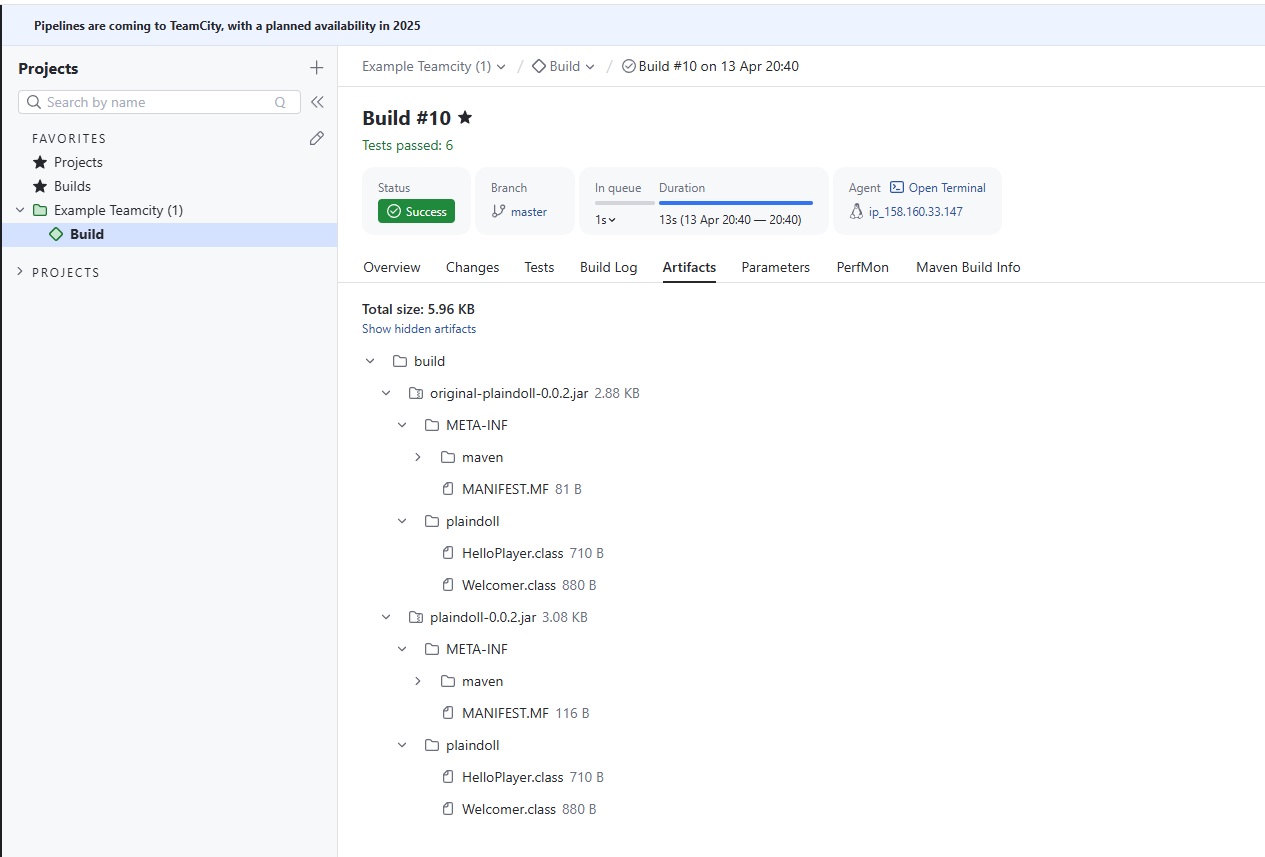 Pipelines are coming to TeamCity, with a planned availability in 2025
Projects
Search by name Q
FAVORITES
Projects
Builds
Example Teamcity (1)
Build
PROJECTS
Example Teamcity (1) / Build / Build #10 on 13 Apr 20:40
Build #10
Tests passed: 6
Status
Success
Branch
master
In queue
1s
Duration
13s (13 Apr 20:40 — 20:40)
Agent Open Terminal
ip_158.160.33.147
Overview Changes Tests Build Log Artifacts Parameters PerfMon Maven Build Info
Total size: 5.96 KB
Show hidden artifacts
build
original-plaindoll-0.0.2.jar 2.88 KB
META-INF
maven
MANIFEST.MF 81 B
plaindoll
HelloPlayer.class 710 B
Welcomer.class 880 B
plaindoll-0.0.2.jar 3.08 KB
META-INF
maven
MANIFEST.MF 116 B
plaindoll
HelloPlayer.class 710 B
Welcomer.class 880 B